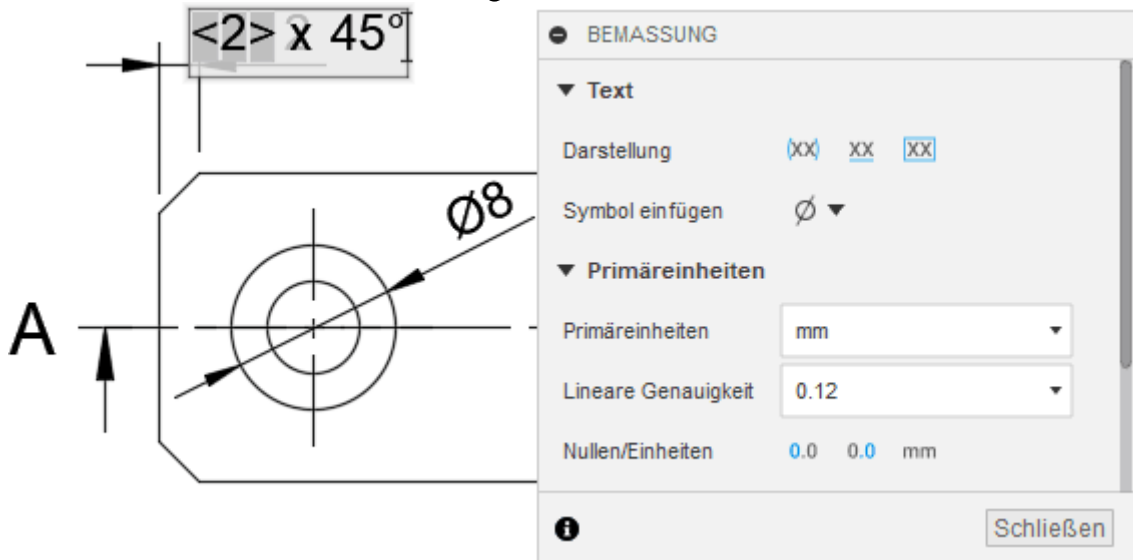 <2> x 45°
BEMASSUNG
Text
Darstellung (xx) xx xx
Symbol einfügen Ø
Primäreinheiten
Primäreinheiten mm
Lineare Genauigkeit 0.12
Nullen/Einheiten 0.0 0.0 mm
Schließen
Ø8
A